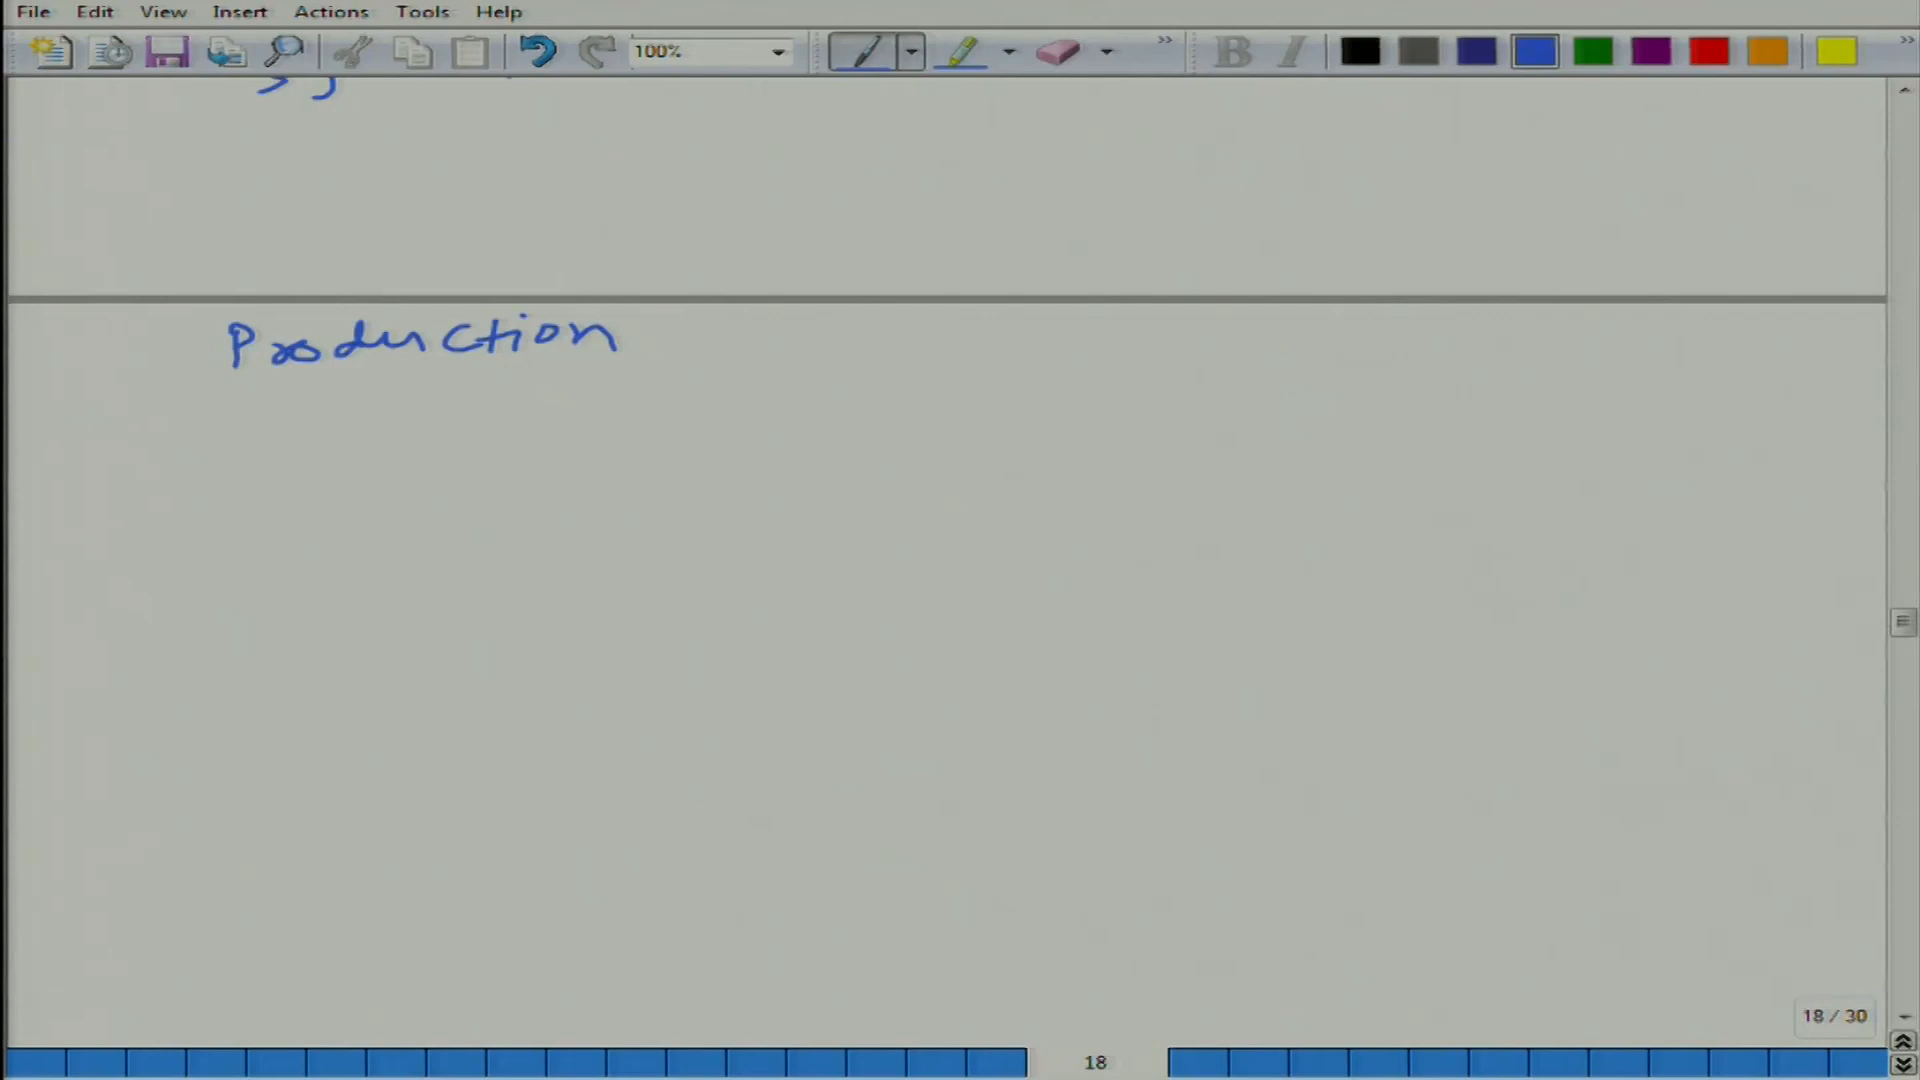 File Edit View Insert Actions Tools Help
100% B I
Production
18 / 30
18